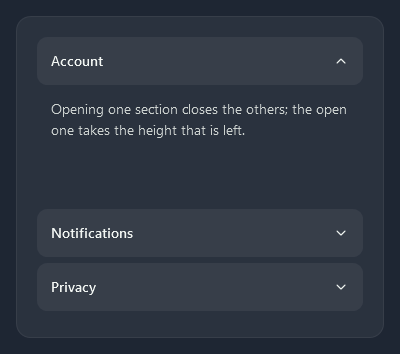 Account
Opening one section closes the others; the open
one takes the height that is left.
Notifications
Privacy